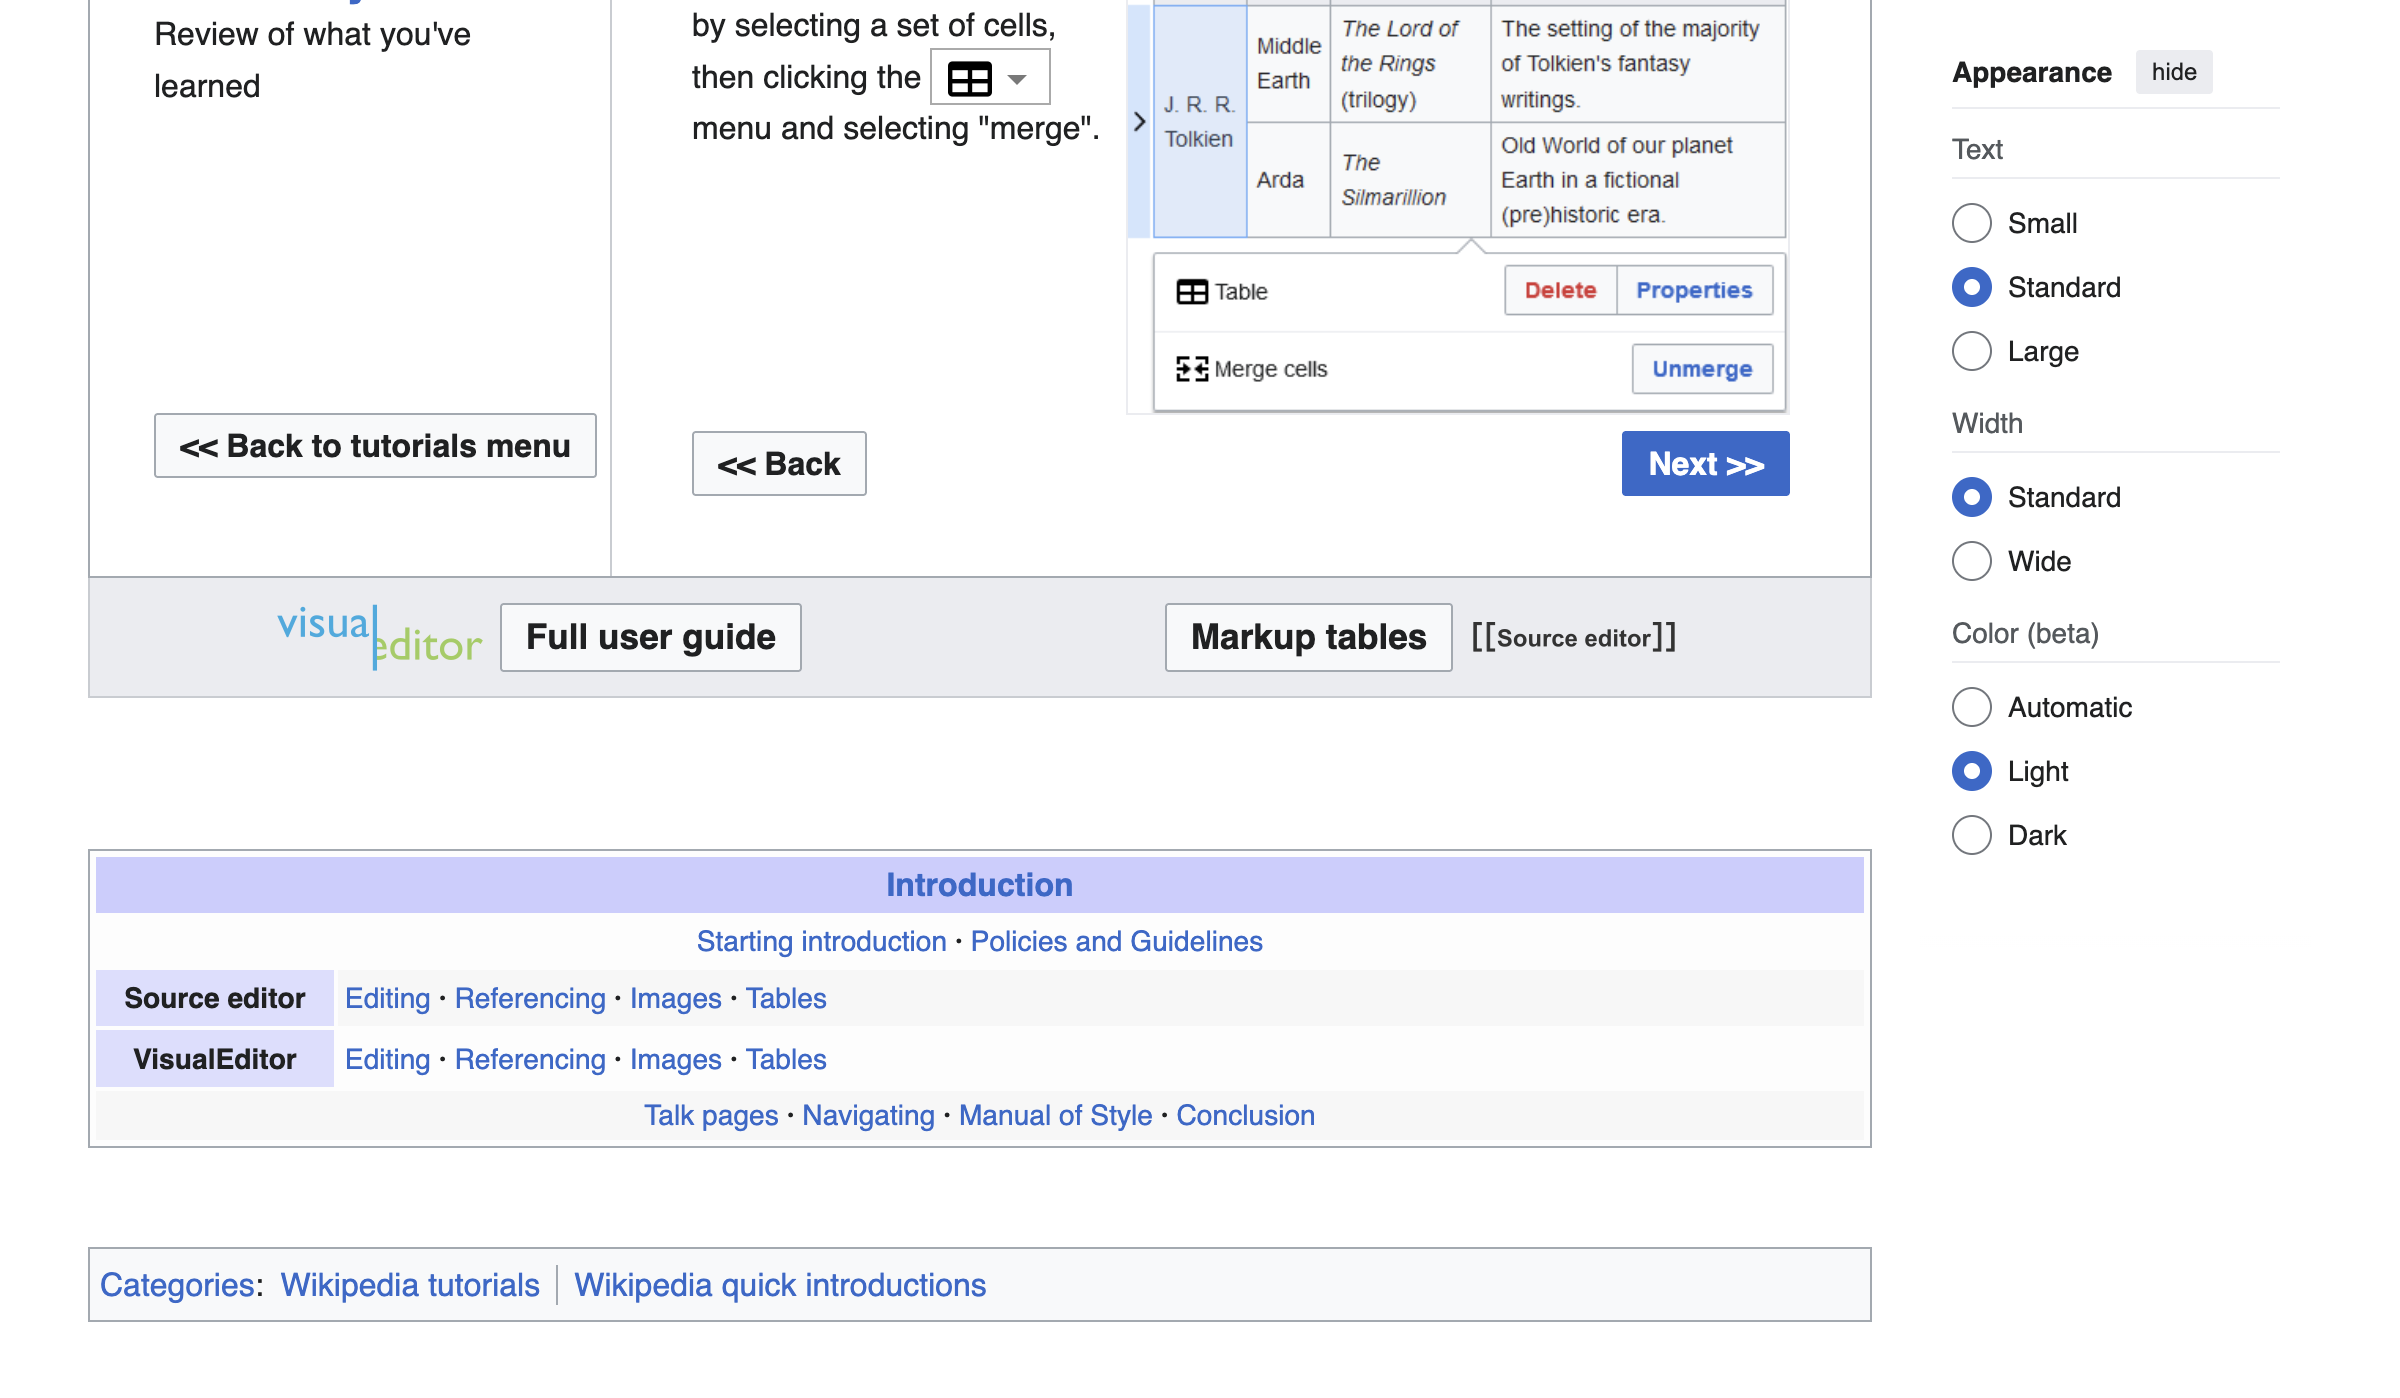 Review of what you've
learned
<< Back to tutorials menu
by selecting a set of cells,
then clicking the
menu and selecting "merge".
J. R. R.
Tolkien
Middle
Earth
The Lord of
the Rings
(trilogy)
The setting of the majority
of Tolkien's fantasy
writings.
Arda
The
Silmarillion
Old World of our planet
Earth in a fictional
(pre)historic era.
Table
Delete
Properties
Merge cells
Unmerge
<< Back
Next >>
visual editor
Full user guide
Markup tables
[[Source editor]]
Introduction
Starting introduction · Policies and Guidelines
Source editor
Editing · Referencing · Images · Tables
VisualEditor
Editing · Referencing · Images · Tables
Talk pages · Navigating · Manual of Style · Conclusion
Categories: Wikipedia tutorials | Wikipedia quick introductions
Appearance hide
Text
Small
Standard
Large
Width
Standard
Wide
Color (beta)
Automatic
Light
Dark